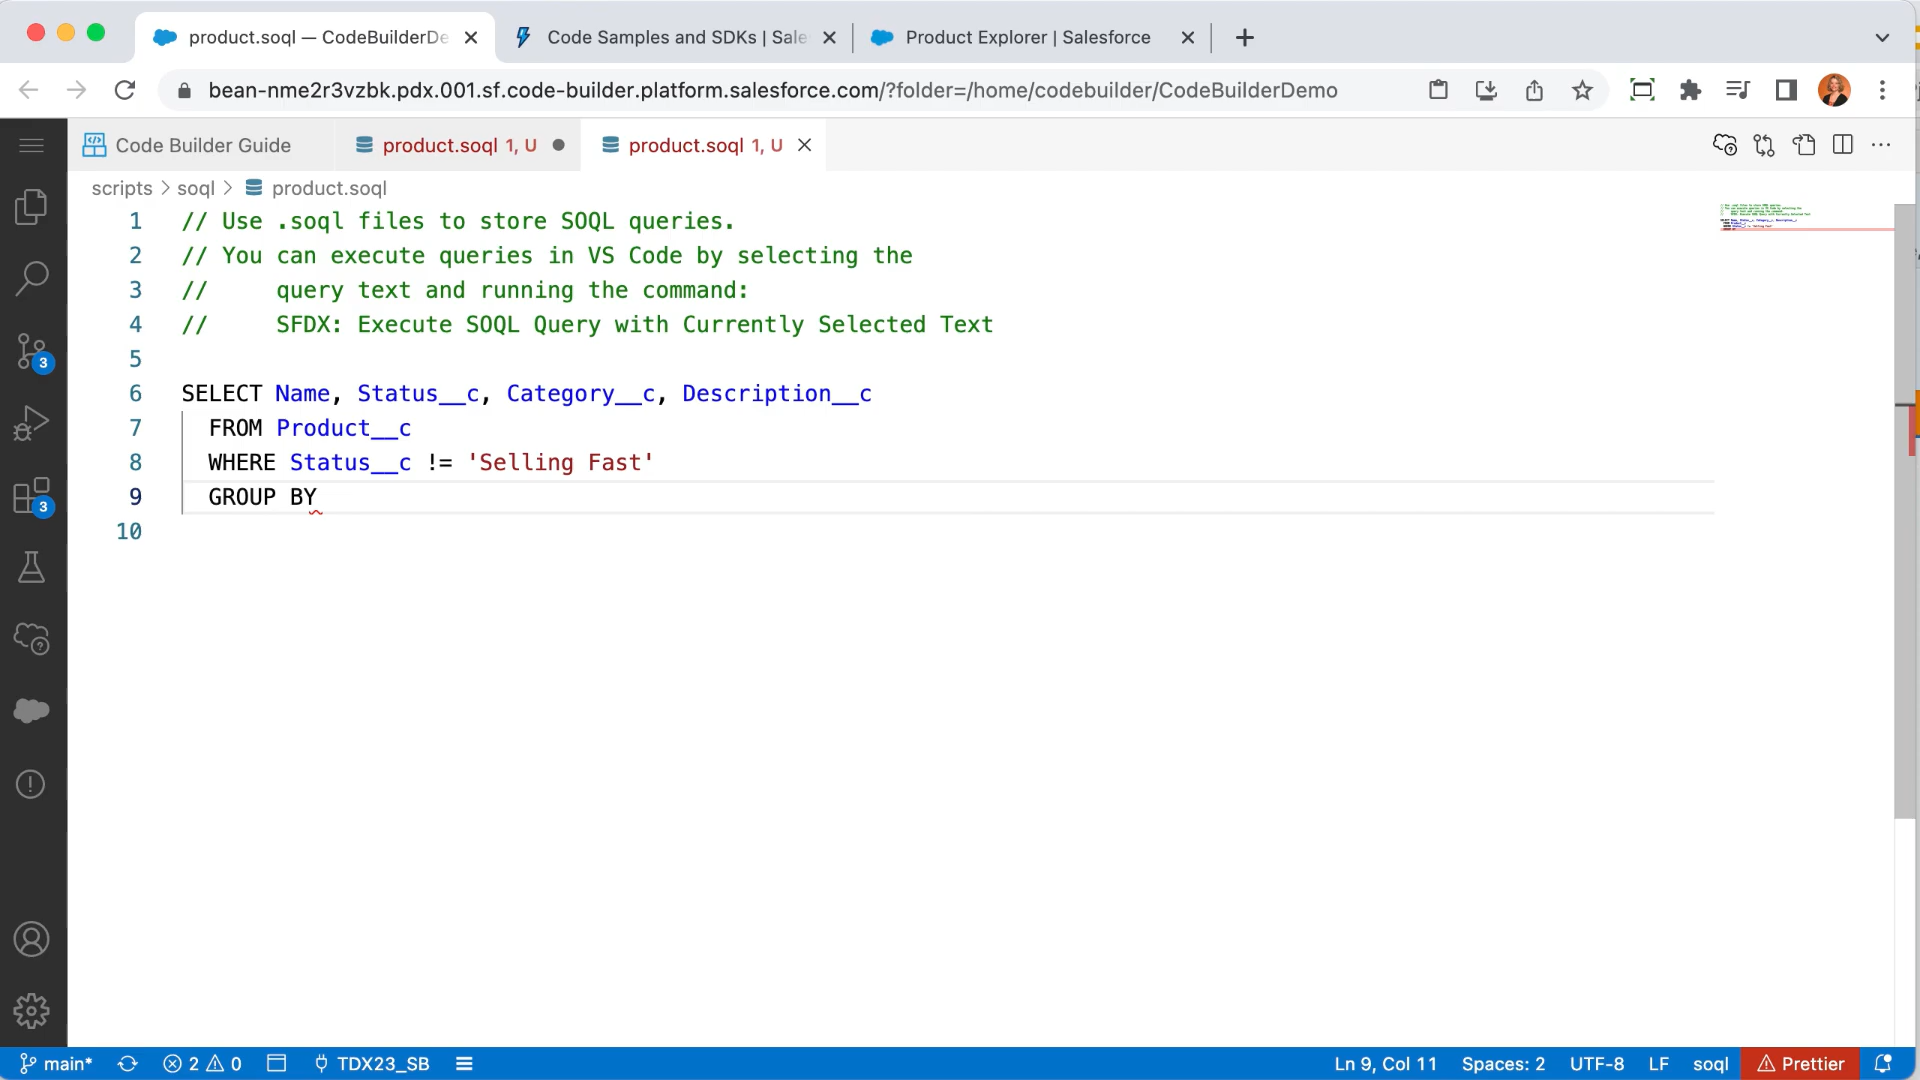 product.soql — CodeBuilderDe
Code Samples and SDKs | Sale
Product Explorer | Salesforce
bean-nme2r3vzbk.pdx.001.sf.code-builder.platform.salesforce.com/?folder=/home/codebuilder/CodeBuilderDemo
Code Builder Guide
product.soql 1, U
product.soql 1, U
scripts > soql > product.soql
1 // Use .soql files to store SOQL queries.
2 // You can execute queries in VS Code by selecting the
3 //     query text and running the command:
4 //     SFDX: Execute SOQL Query with Currently Selected Text
5
6 SELECT Name, Status__c, Category__c, Description__c
7   FROM Product__c
8   WHERE Status__c != 'Selling Fast'
9   GROUP BY
10
3
3
main* 2 0 TDX23_SB Ln 9, Col 11 Spaces: 2 UTF-8 LF soql Prettier